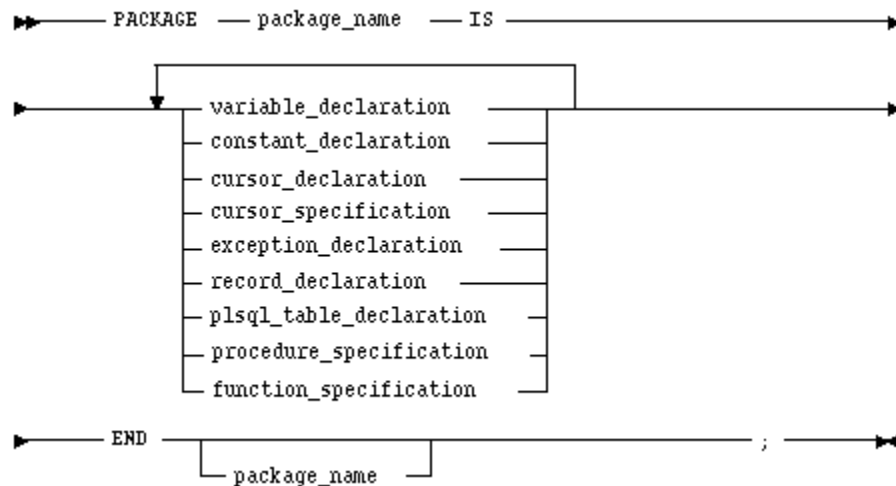 PACKAGE package_name IS
variable_declaration
constant_declaration
cursor_declaration
cursor_specification
exception_declaration
record_declaration
plsql_table_declaration
procedure_specification
function_specification
END ;
package_name